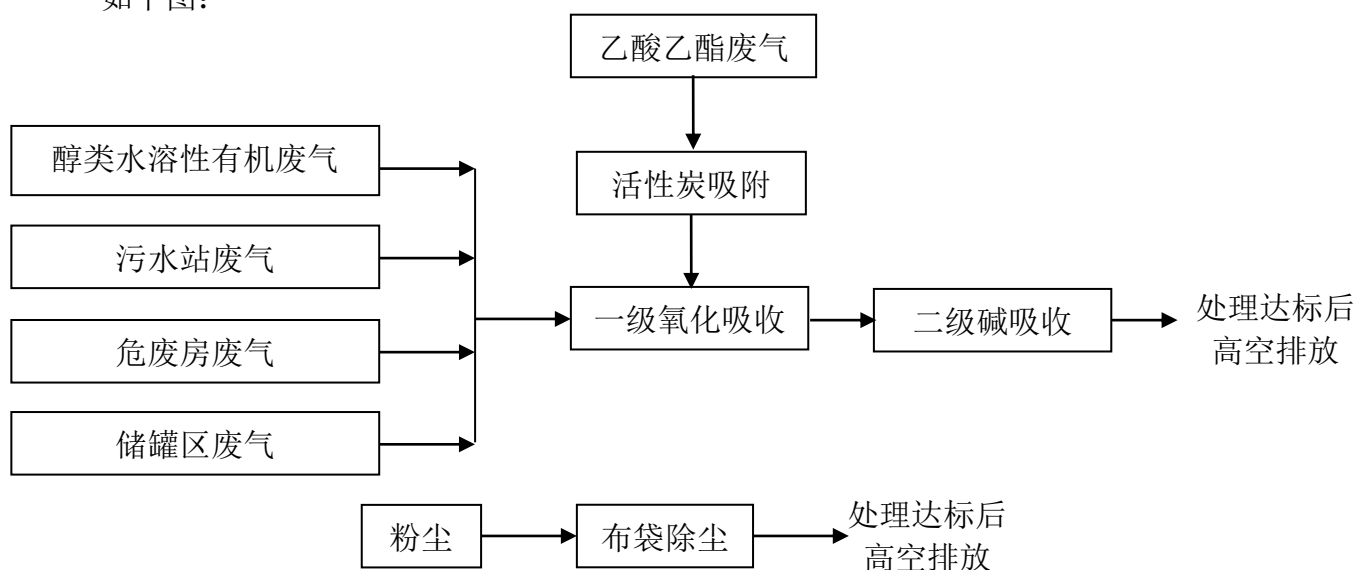 如下图：
乙酸乙酯废气
醇类水溶性有机废气
活性炭吸附
污水站废气
一级氧化吸收
二级碱吸收
处理达标后
高空排放
危废房废气
储罐区废气
粉尘
布袋除尘
处理达标后
高空排放